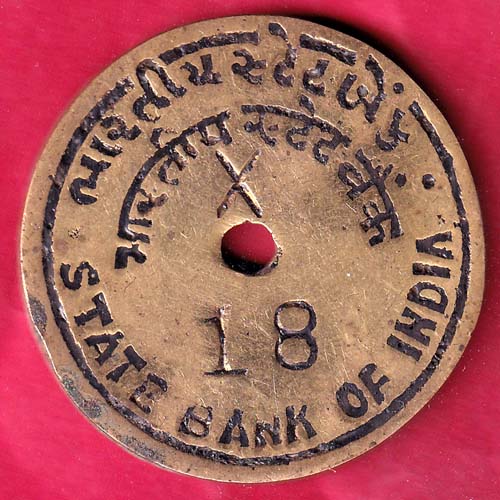 ભારતીય સ્ટેટ બેંક
भारतीय स्टेट बैंक
X
18
STATE BANK OF INDIA